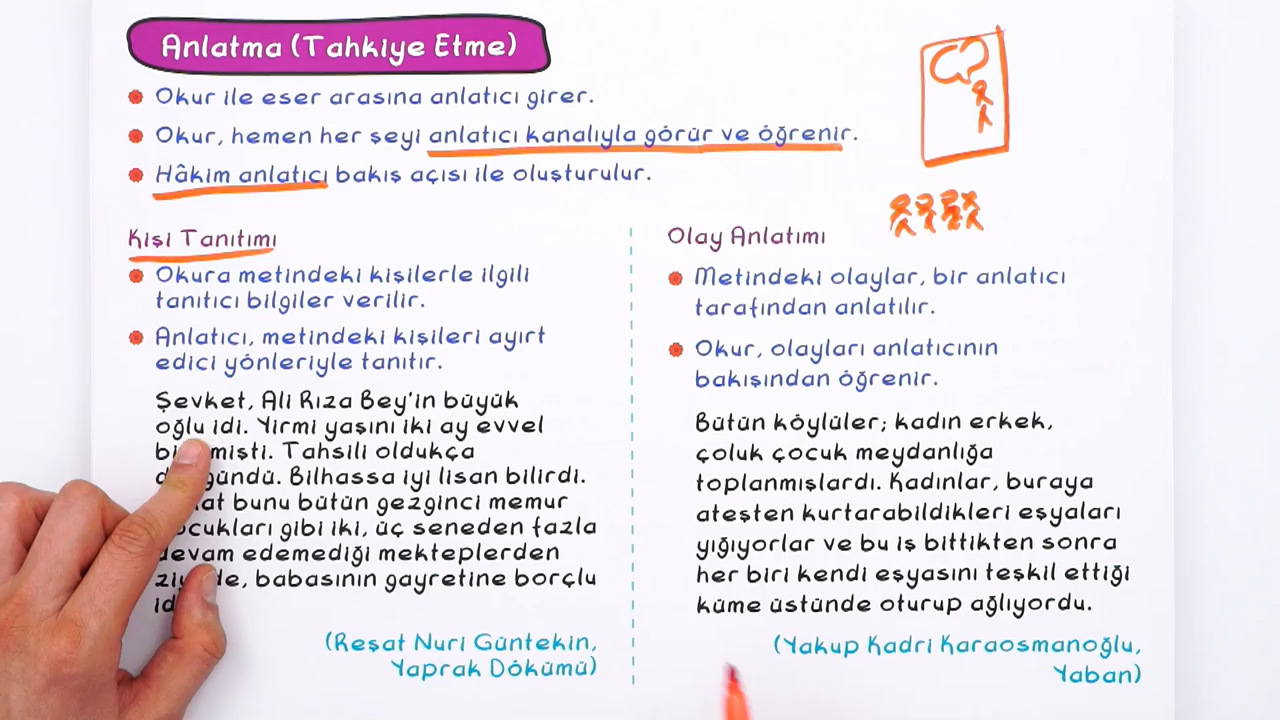 Anlatma (Tahkiye Etme)
Okur ile eser arasına anlatıcı girer.
Okur, hemen her şeyi anlatıcı kanalıyla görür ve öğrenir.
Hâkim anlatıcı bakış açısı ile oluşturulur.
Kişi Tanıtımı
Okura metindeki kişilerle ilgili
tanıtıcı bilgiler verilir.
Anlatıcı, metindeki kişileri ayırt
edici yönleriyle tanıtır.
Şevket, Ali Rıza Bey'in büyük
oğlu idi. Yirmi yaşını iki ay evvel
Tahsili oldukça
Bilhassa iyi lisan bilirdi.
bunu bütün gezginci memur
gibi iki, üç seneden fazla
devam edemediği mekteplerden
babasının gayretine borçlu
Olay Anlatımı
Metindeki olaylar, bir anlatıcı
tarafından anlatılır.
Okur, olayları anlatıcının
bakışından öğrenir.
Bütün köylüler; kadın erkek,
çoluk çocuk meydanlığa
toplanmışlardı. Kadınlar, buraya
ateşten kurtarabildikleri eşyaları
yığıyorlar ve bu iş bittikten sonra
her biri kendi eşyasını teşkil ettiği
küme üstünde oturup ağlıyordu.
(Reşat Nuri Güntekin,
Yaprak Dökümü)
(Yakup Kadri Karaosmanoğlu,
Yaban)